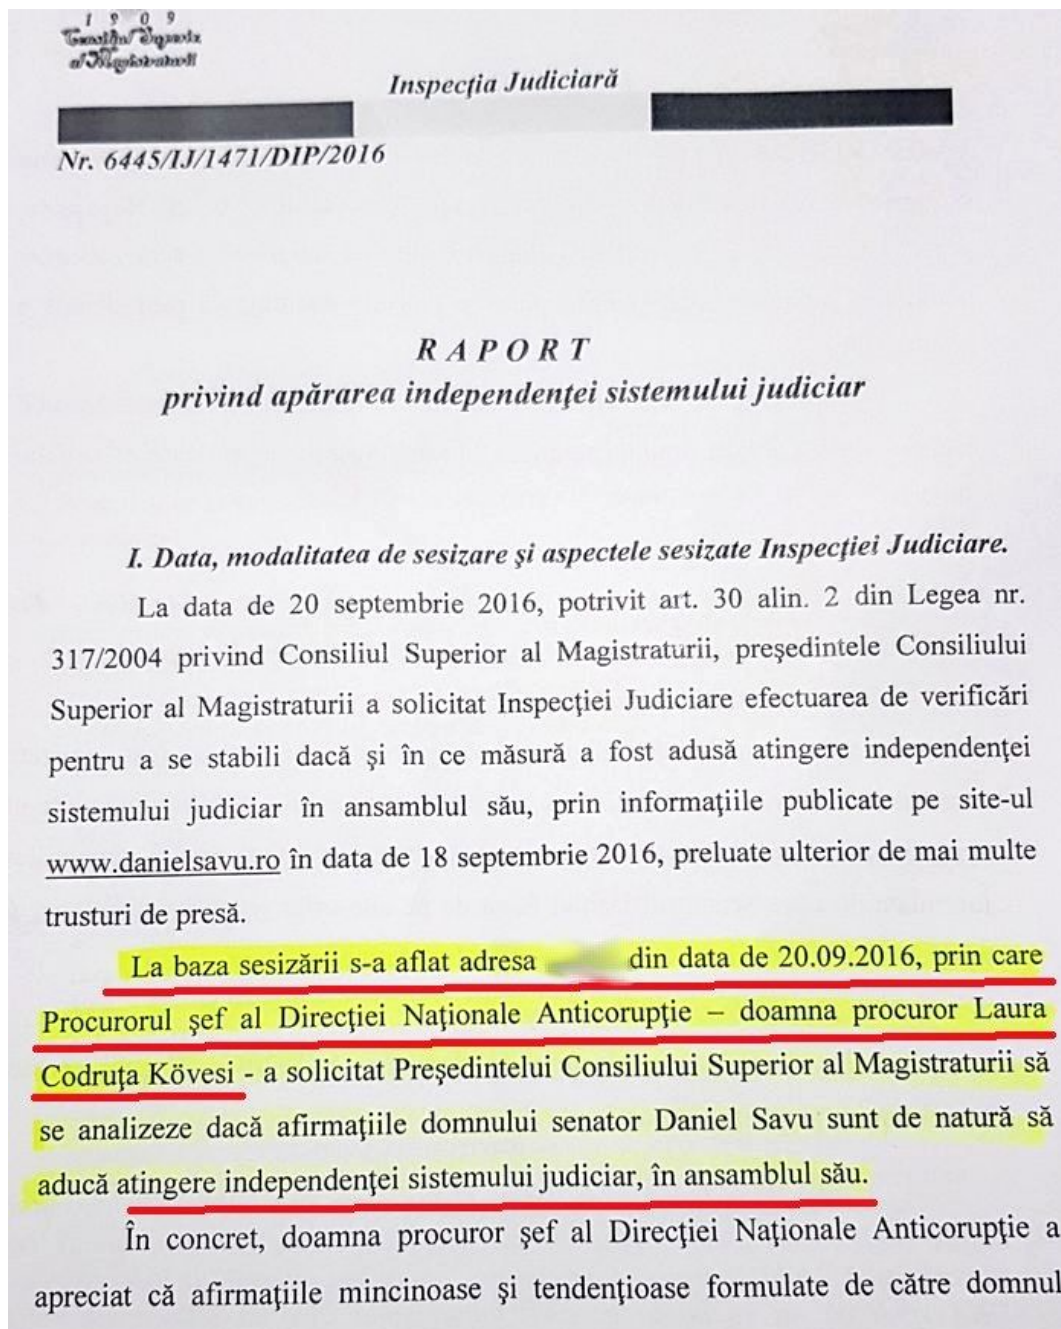 1909
Consiliul Superior
al Magistraturii
Inspecţia Judiciară
Nr. 6445/IJ/1471/DIP/2016
RAPORT
privind apărarea independenţei sistemului judiciar
I. Data, modalitatea de sesizare şi aspectele sesizate Inspecţiei Judiciare.
La data de 20 septembrie 2016, potrivit art. 30 alin. 2 din Legea nr.
317/2004 privind Consiliul Superior al Magistraturii, preşedintele Consiliului
Superior al Magistraturii a solicitat Inspecţiei Judiciare efectuarea de verificări
pentru a se stabili dacă şi în ce măsură a fost adusă atingere independenţei
sistemului judiciar în ansamblul său, prin informaţiile publicate pe site-ul
www.danielsavu.ro în data de 18 septembrie 2016, preluate ulterior de mai multe
trusturi de presă.
La baza sesizării s-a aflat adresa din data de 20.09.2016, prin care
Procurorul şef al Direcţiei Naţionale Anticorupţie – doamna procuror Laura
Codruţa Kövesi - a solicitat Preşedintelui Consiliului Superior al Magistraturii să
se analizeze dacă afirmaţiile domnului senator Daniel Savu sunt de natură să
aducă atingere independenţei sistemului judiciar, în ansamblul său.
În concret, doamna procuror şef al Direcţiei Naţionale Anticorupţie a
apreciat că afirmaţiile mincinoase şi tendenţioase formulate de către domnul